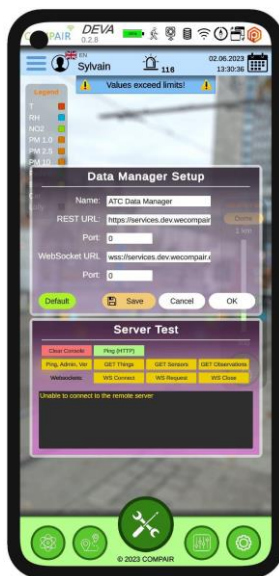 COMPAIR DEVA
0.2.8
EN
Sylvain
116
02.06.2023
13:30:36
Values exceed limits!
Legend
T
RH
NO2
PM 1.0
PM 2.5
PM 10
Data Manager Setup
Name: ATC Data Manager
REST URL: https://services.dev.wecompair
Port: 0
WebSocket URL wss://services.dev.wecompair.
Port: 0
1 km
Default Save Cancel OK
Server Test
Clear Console Ping (HTTP)
Ping, Admin, Ver GET Things GET Sensors GET Observations
Websockets: WS Connect WS Request WS Close
Unable to connect to the remote server
© 2023 COMPAIR